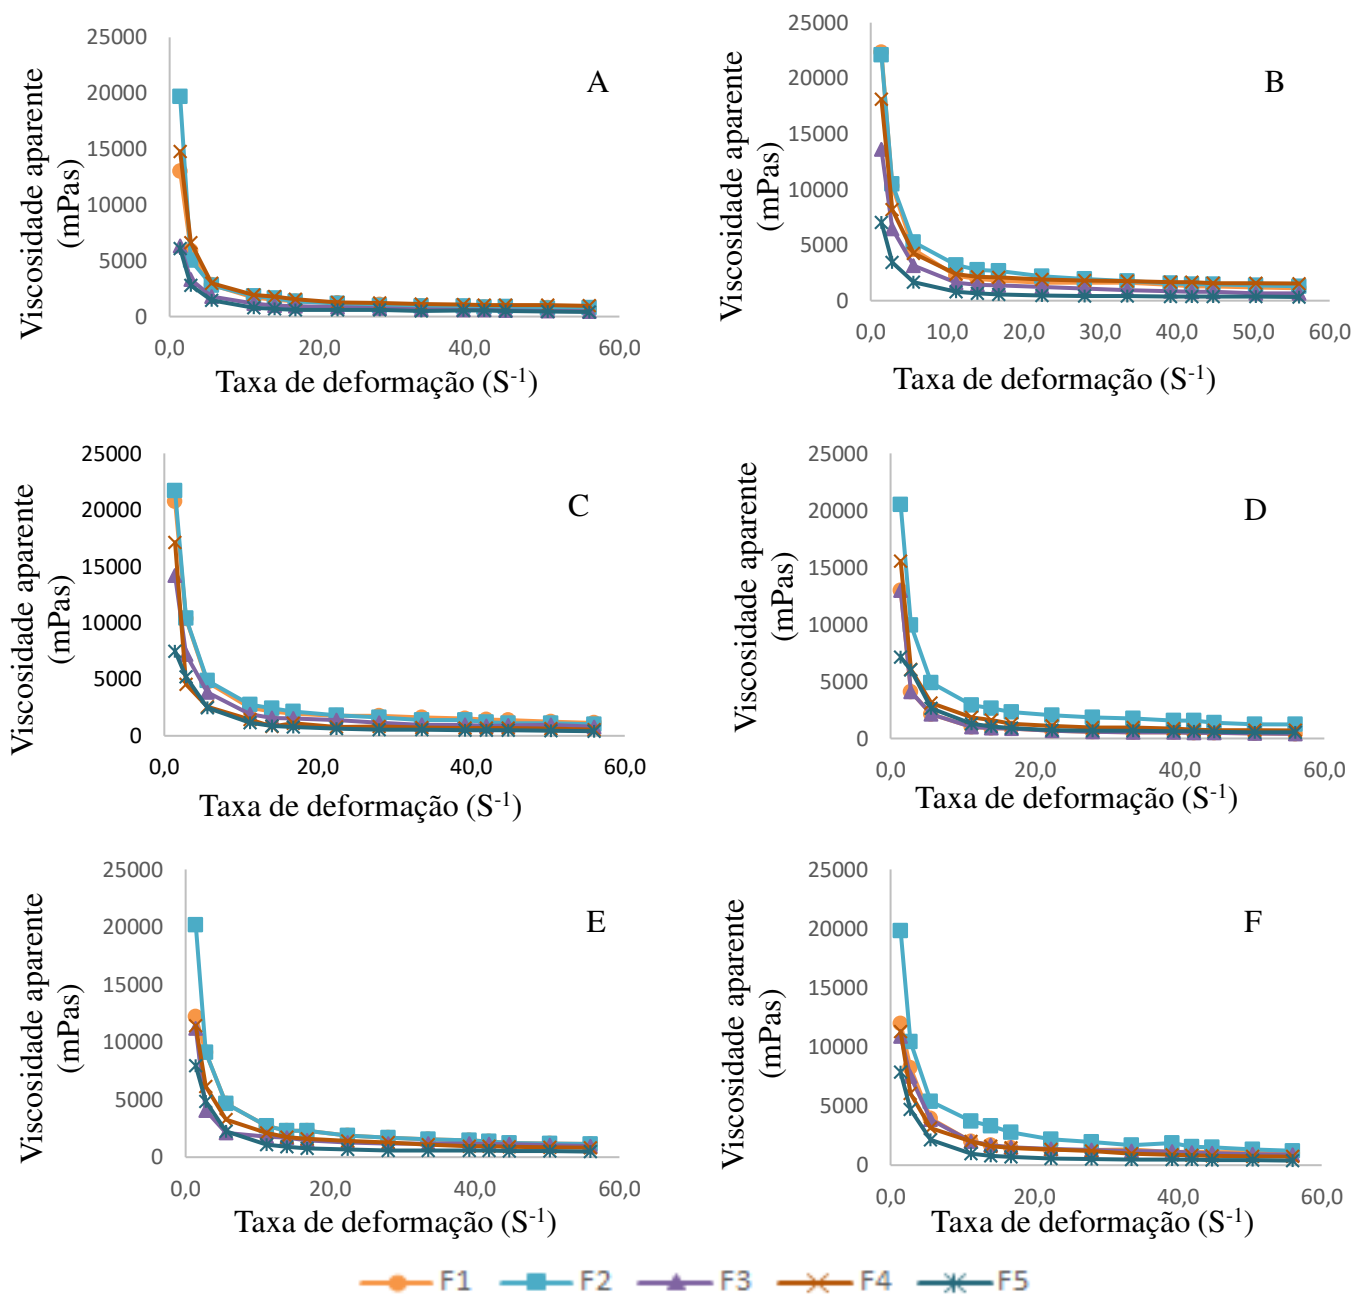 A
Viscosidade aparente
(mPas)
25000
20000
15000
10000
5000
0
0,0 20,0 40,0 60,0
Taxa de deformação (S-1)
B
Viscosidade aparente
(mPas)
25000
20000
15000
10000
5000
0
0,0 10,0 20,0 30,0 40,0 50,0 60,0
Taxa de deformação (S-1)
C
Viscosidade aparente
(mPas)
25000
20000
15000
10000
5000
0
0,0 20,0 40,0 60,0
Taxa de deformação (S-1)
D
Viscosidade aparente
(mPas)
25000
20000
15000
10000
5000
0
0,0 20,0 40,0 60,0
Taxa de deformação (S-1)
E
Viscosidade aparente
(mPas)
25000
20000
15000
10000
5000
0
0,0 20,0 40,0 60,0
Taxa de deformação (S-1)
F
Viscosidade aparente
(mPas)
25000
20000
15000
10000
5000
0
0,0 20,0 40,0 60,0
Taxa de deformação (S-1)
F1 F2 F3 F4 F5